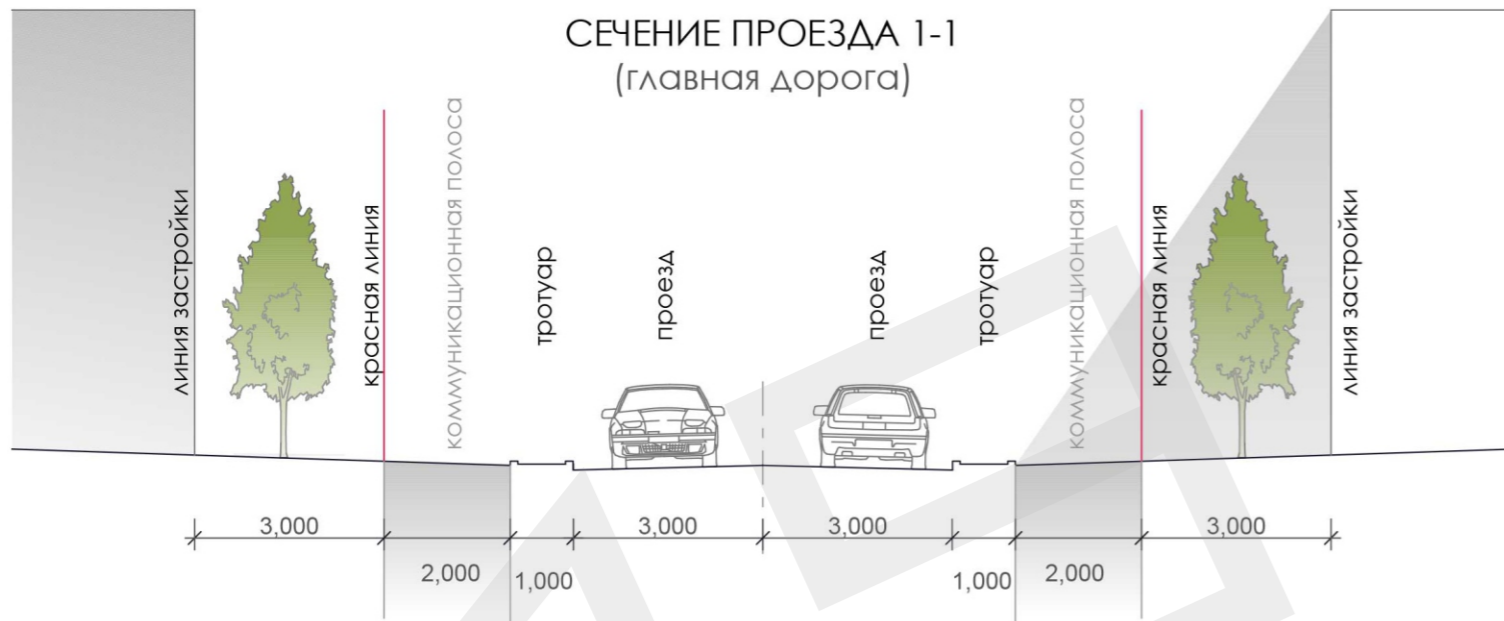 СЕЧЕНИЕ ПРОЕЗДА 1-1
(главная дорога)
линия застройки
красная линия
коммуникационная полоса
тротуар
проезд
проезд
тротуар
коммуникационная полоса
красная линия
линия застройки
3,000
2,000
1,000
3,000
3,000
1,000
2,000
3,000